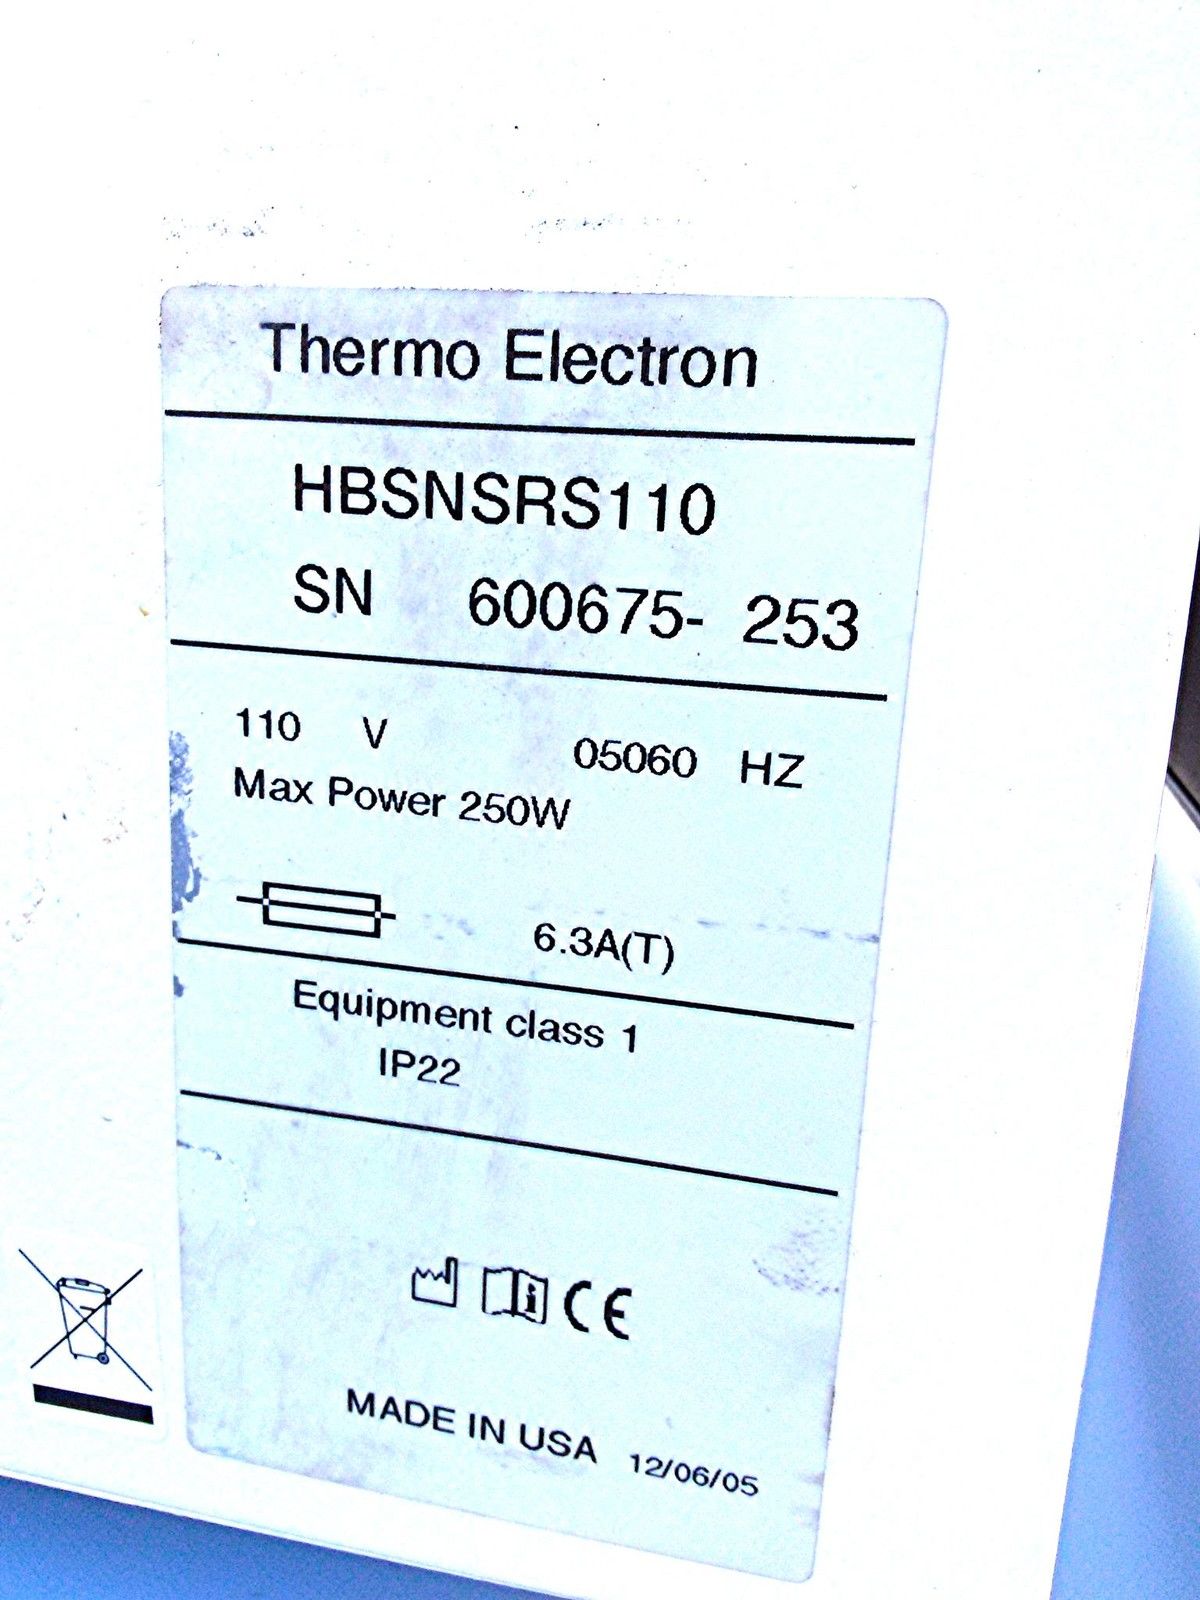 Thermo Electron
HBSNSRS110
SN 600675- 253
110 V 05060 HZ
Max Power 250W
6.3A(T)
Equipment class 1
IP22
i CE
MADE IN USA 12/06/05